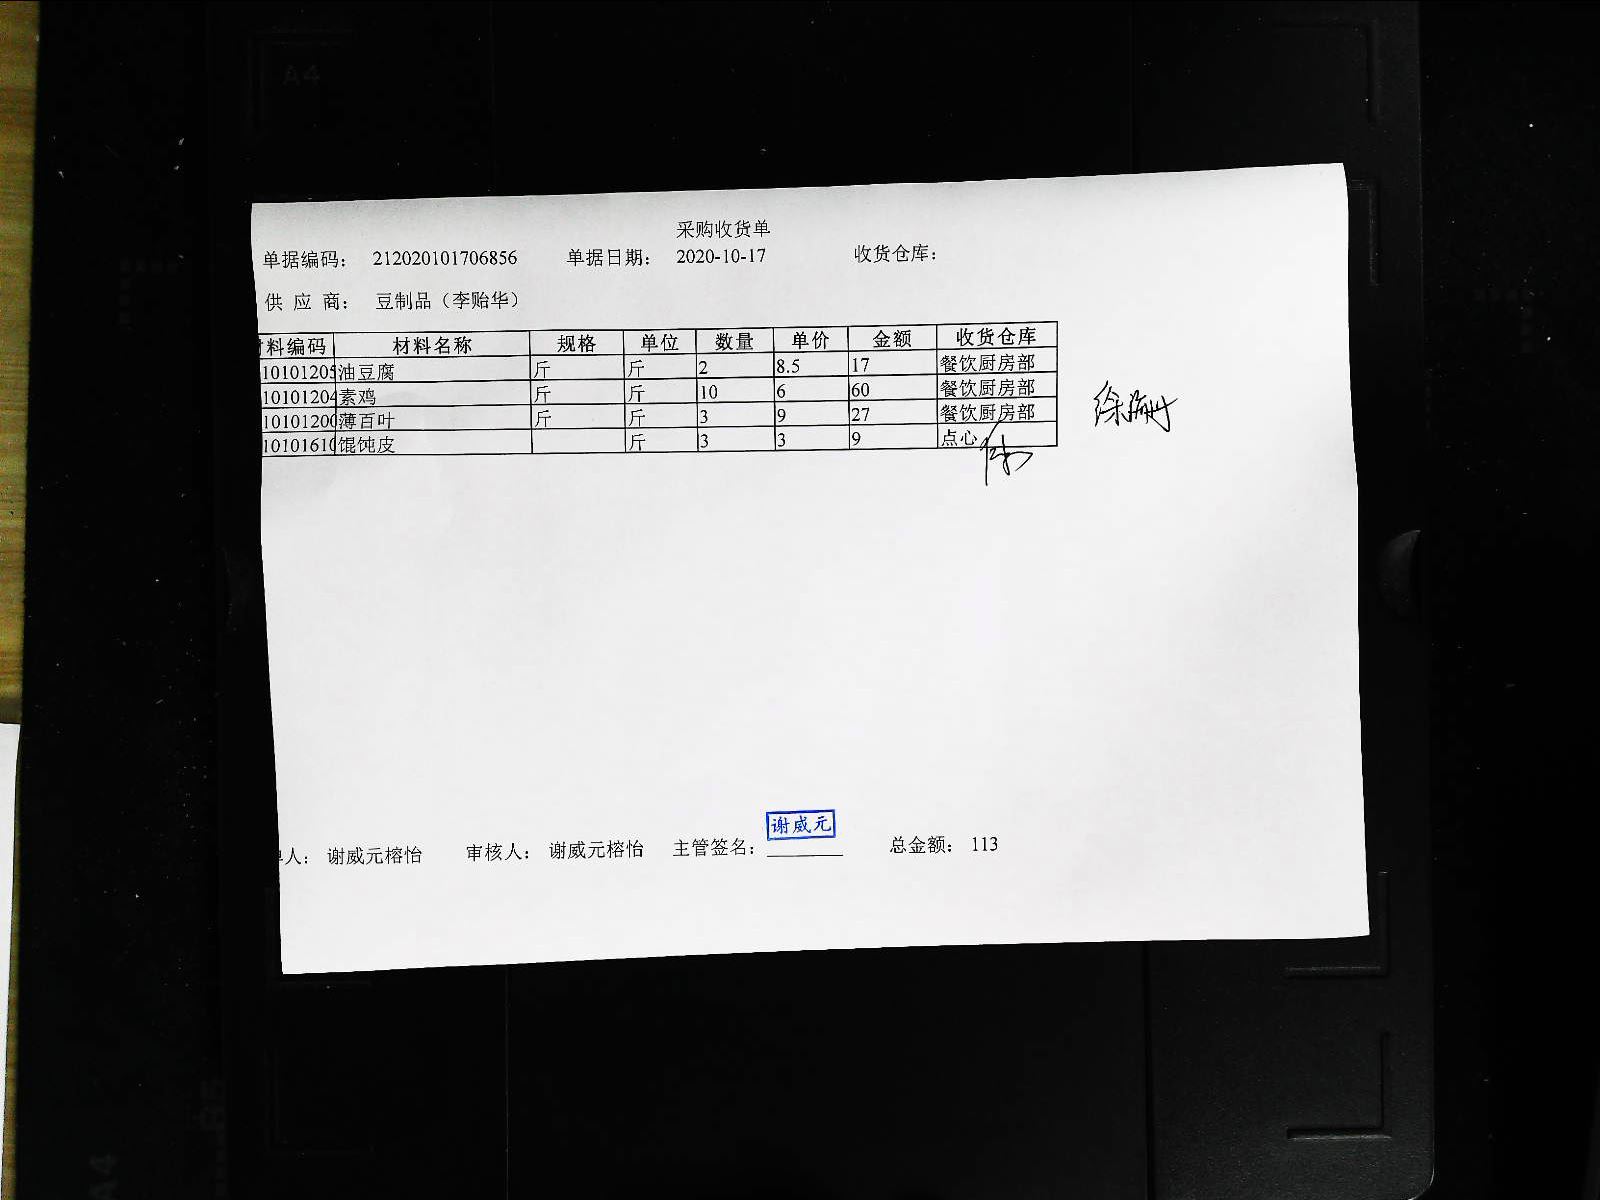 采购收货单
单据编码： 212020101706856 单据日期： 2020-10-17 收货仓库：
供 应 商： 豆制品（李贻华）
料编码 材料名称 规格 单位 数量 单价 金额 收货仓库
10101205 油豆腐 斤 斤 2 8.5 17 餐饮厨房部
10101204 素鸡 斤 斤 10 6 60 餐饮厨房部
10101200 薄百叶 斤 斤 3 9 27 餐饮厨房部
10101610 馄饨皮 斤 3 3 9 点心
谢威元
人： 谢威元榕怡 审核人： 谢威元榕怡 主管签名： 总金额： 113